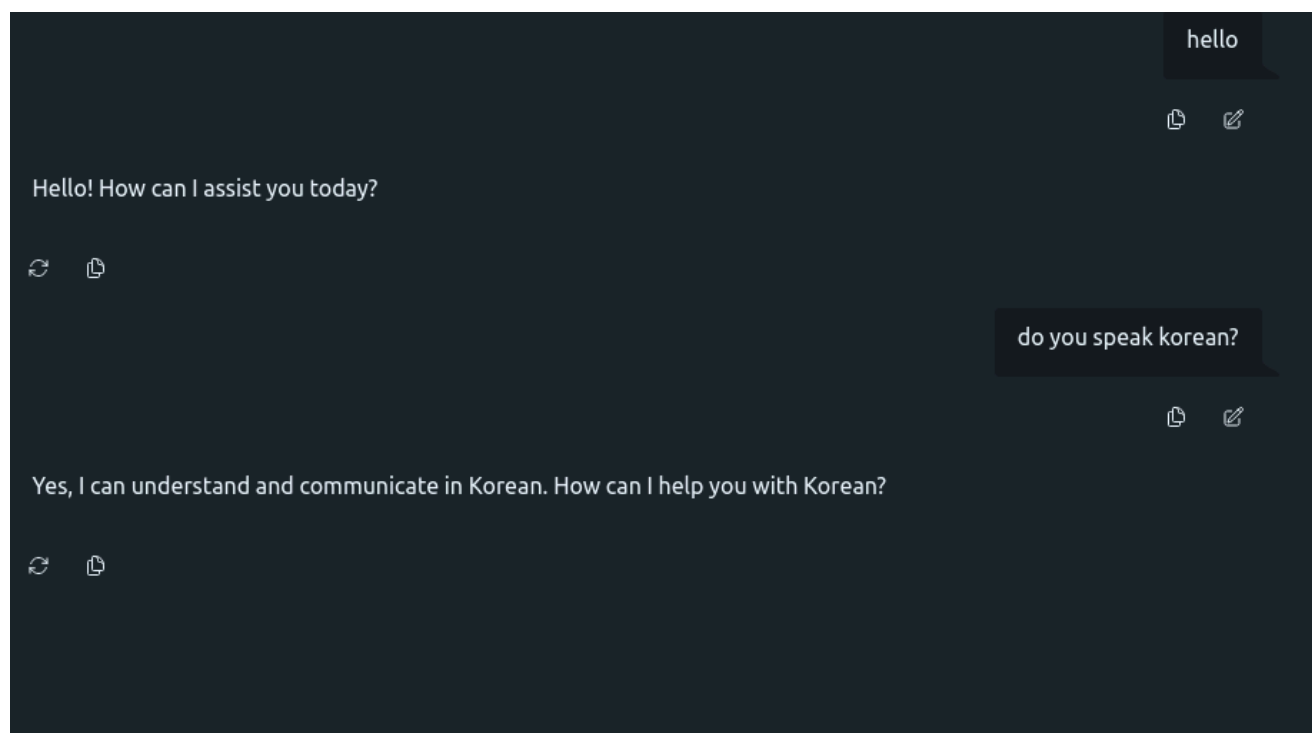 hello
Hello! How can I assist you today?
do you speak korean?
Yes, I can understand and communicate in Korean. How can I help you with Korean?